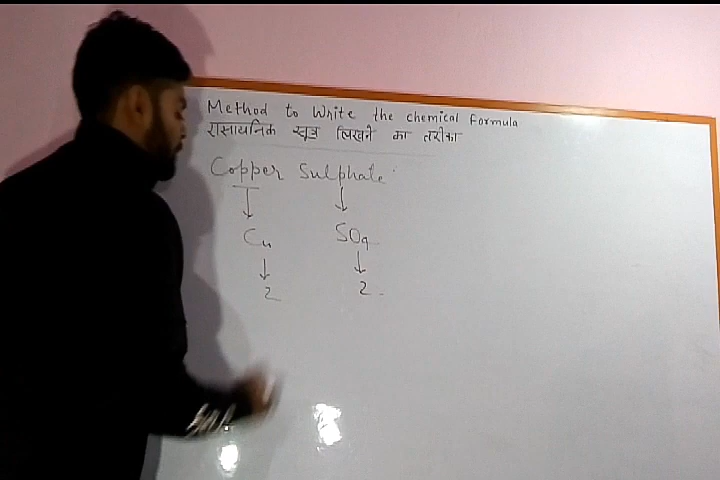 Method to Write the chemical Formula
रासायनिक सूत्र लिखने का तरीका
Copper Sulphate
↓ ↓
Cu SO4
↓ ↓
2 2